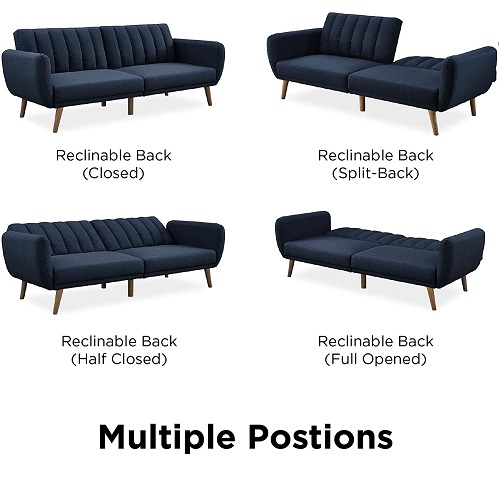 Reclinable Back
(Closed)
Reclinable Back
(Split-Back)
Reclinable Back
(Half Closed)
Reclinable Back
(Full Opened)
Multiple Postions